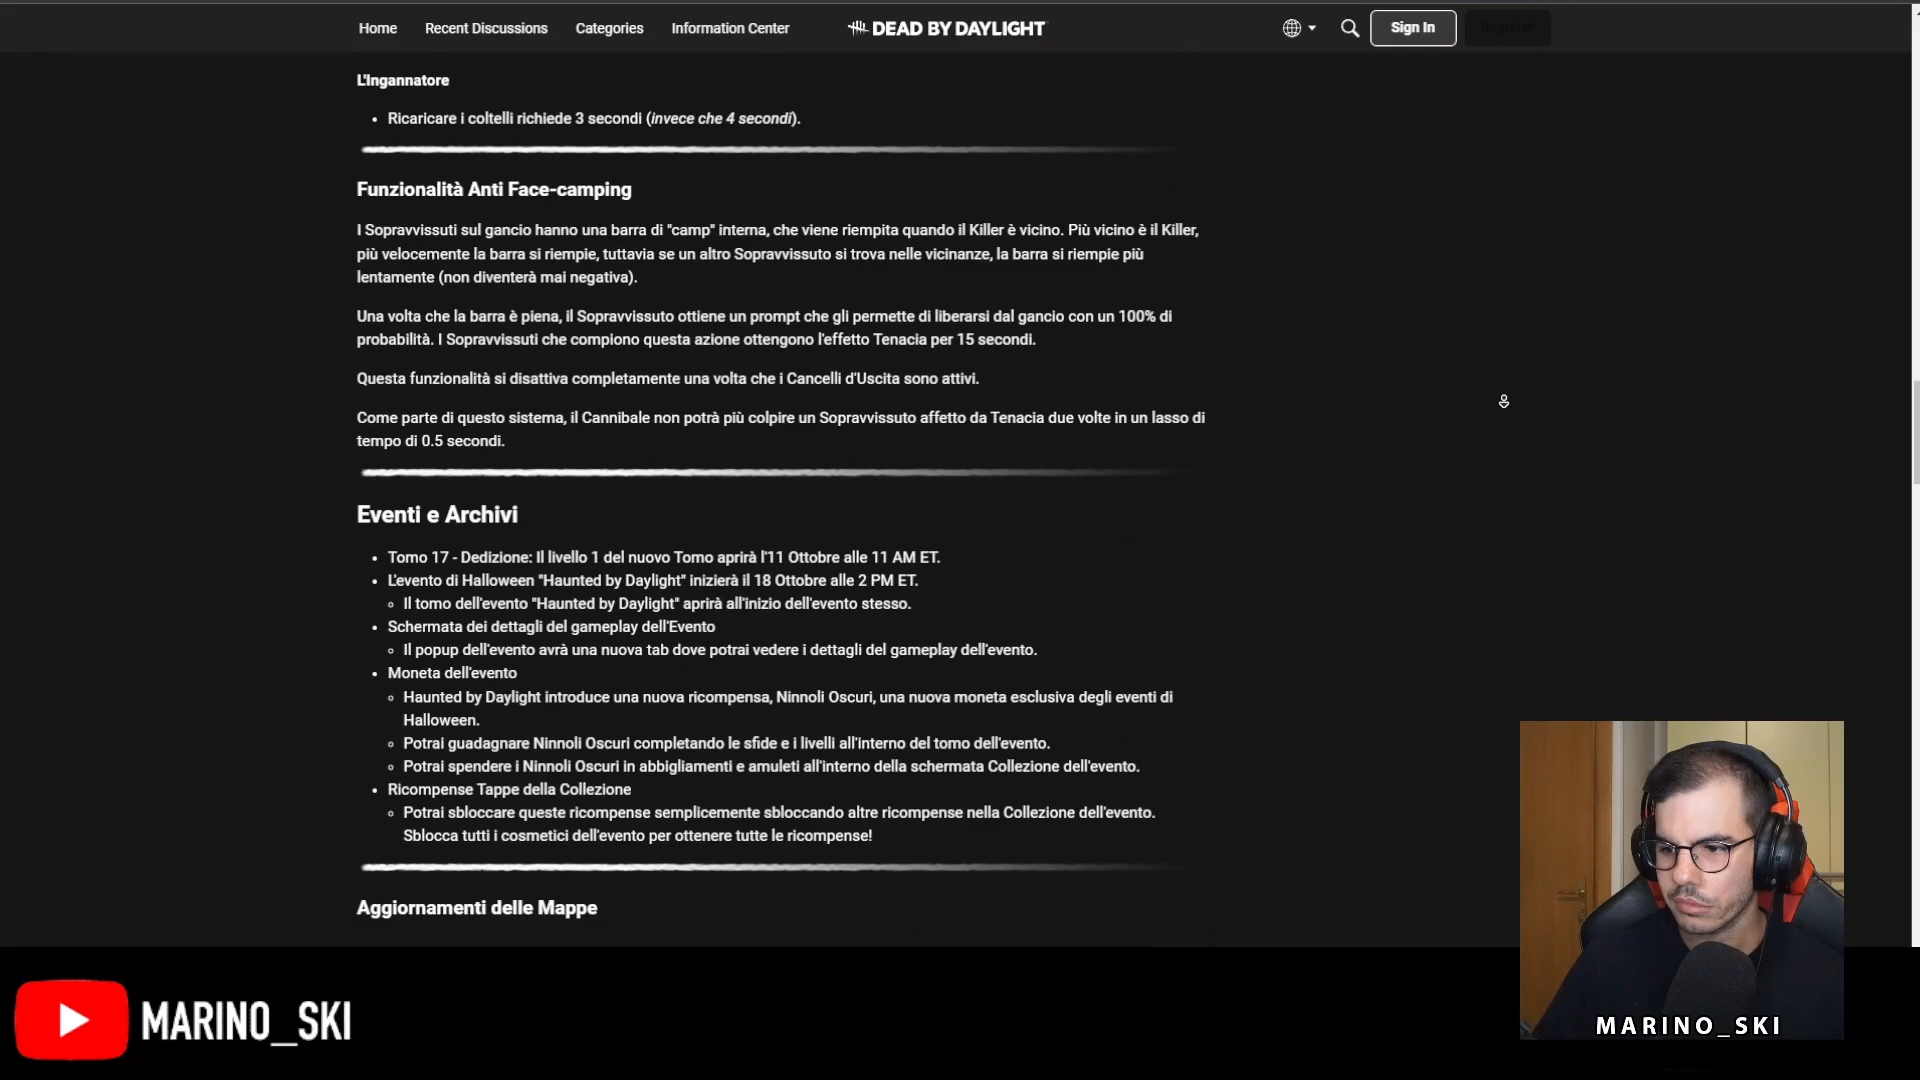 Home Recent Discussions Categories Information Center DEAD BY DAYLIGHT Sign In Register
L'Ingannatore
Ricaricare i coltelli richiede 3 secondi (invece che 4 secondi).
Funzionalità Anti Face-camping
I Sopravvissuti sul gancio hanno una barra di "camp" interna, che viene riempita quando il Killer è vicino. Più vicino è il Killer,
più velocemente la barra si riempie, tuttavia se un altro Sopravvissuto si trova nelle vicinanze, la barra si riempie più
lentamente (non diventerà mai negativa).
Una volta che la barra è piena, il Sopravvissuto ottiene un prompt che gli permette di liberarsi dal gancio con un 100% di
probabilità. I Sopravvissuti che compiono questa azione ottengono l'effetto Tenacia per 15 secondi.
Questa funzionalità si disattiva completamente una volta che i Cancelli d'Uscita sono attivi.
Come parte di questo sistema, il Cannibale non potrà più colpire un Sopravvissuto affetto da Tenacia due volte in un lasso di
tempo di 0.5 secondi.
Eventi e Archivi
Tomo 17 - Dedizione: Il livello 1 del nuovo Tomo aprirà l'11 Ottobre alle 11 AM ET.
L'evento di Halloween "Haunted by Daylight" inizierà il 18 Ottobre alle 2 PM ET.
Il tomo dell'evento "Haunted by Daylight" aprirà all'inizio dell'evento stesso.
Schermata dei dettagli del gameplay dell'Evento
Il popup dell'evento avrà una nuova tab dove potrai vedere i dettagli del gameplay dell'evento.
Moneta dell'evento
Haunted by Daylight introduce una nuova ricompensa, Ninnoli Oscuri, una nuova moneta esclusiva degli eventi di
Halloween.
Potrai guadagnare Ninnoli Oscuri completando le sfide e i livelli all'interno del tomo dell'evento.
Potrai spendere i Ninnoli Oscuri in abbigliamenti e amuleti all'interno della schermata Collezione dell'evento.
Ricompense Tappe della Collezione
Potrai sbloccare queste ricompense semplicemente sbloccando altre ricompense nella Collezione dell'evento.
Sblocca tutti i cosmetici dell'evento per ottenere tutte le ricompense!
Aggiornamenti delle Mappe
MARINO_SKI
MARINO_SKI